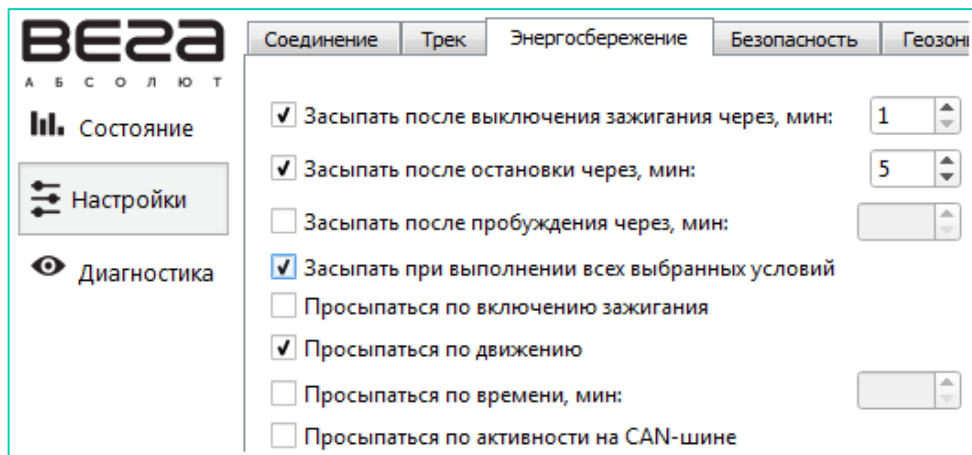 ВЕГА
АБСОЛЮТ
Соединение Трек Энергосбережение Безопасность
Состояние
Настройки
Диагностика
Засыпать после выключения зажигания через, мин: 1
Засыпать после остановки через, мин: 5
Засыпать после пробуждения через, мин:
Засыпать при выполнении всех выбранных условий
Просыпаться по включению зажигания
Просыпаться по движению
Просыпаться по времени, мин:
Просыпаться по активности на CAN-шине